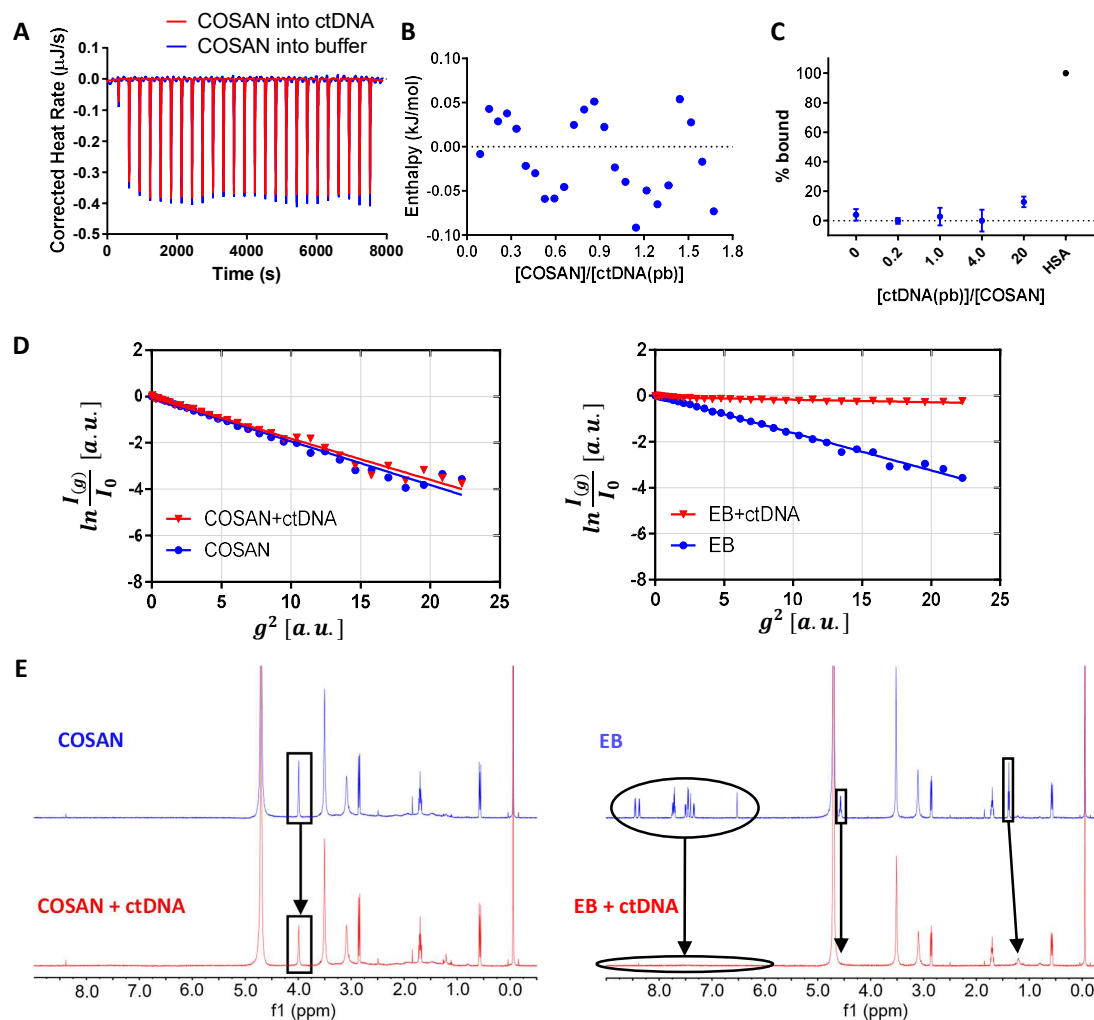 A
COSAN into ctDNA
COSAN into buffer
Corrected Heat Rate (µJ/s)
0.1
0.0
-0.1
-0.2
-0.3
-0.4
-0.5
0 2000 4000 6000 8000
Time (s)
B
Enthalpy (kJ/mol)
0.10
0.05
0.00
-0.05
-0.10
0.0 0.3 0.6 0.9 1.2 1.5 1.8
[COSAN]/[ctDNA(pb)]
C
% bound
100
80
60
40
20
0
0 0.2 1.0 4.0 20 HSA
[ctDNA(pb)]/[COSAN]
D
ln I(g)/I0 [a.u.]
2
0
-2
-4
-6
-8
COSAN+ctDNA
COSAN
0 5 10 15 20 25
g² [a.u.]
ln I(g)/I0 [a.u.]
2
0
-2
-4
-6
-8
EB+ctDNA
EB
0 5 10 15 20 25
g² [a.u.]
E
COSAN
COSAN + ctDNA
8.0 7.0 6.0 5.0 4.0 3.0 2.0 1.0 0.0
f1 (ppm)
EB
EB + ctDNA
8.0 7.0 6.0 5.0 4.0 3.0 2.0 1.0 0.0
f1 (ppm)